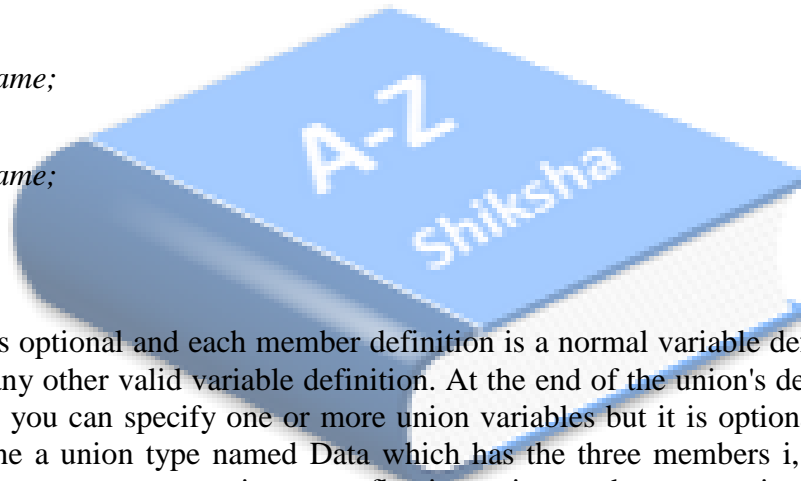 ame;
A-Z
ame;
Shiksha
s optional and each member definition is a normal variable de
any other valid variable definition. At the end of the union's de
you can specify one or more union variables but it is option
ne a union type named Data which has the three members i,